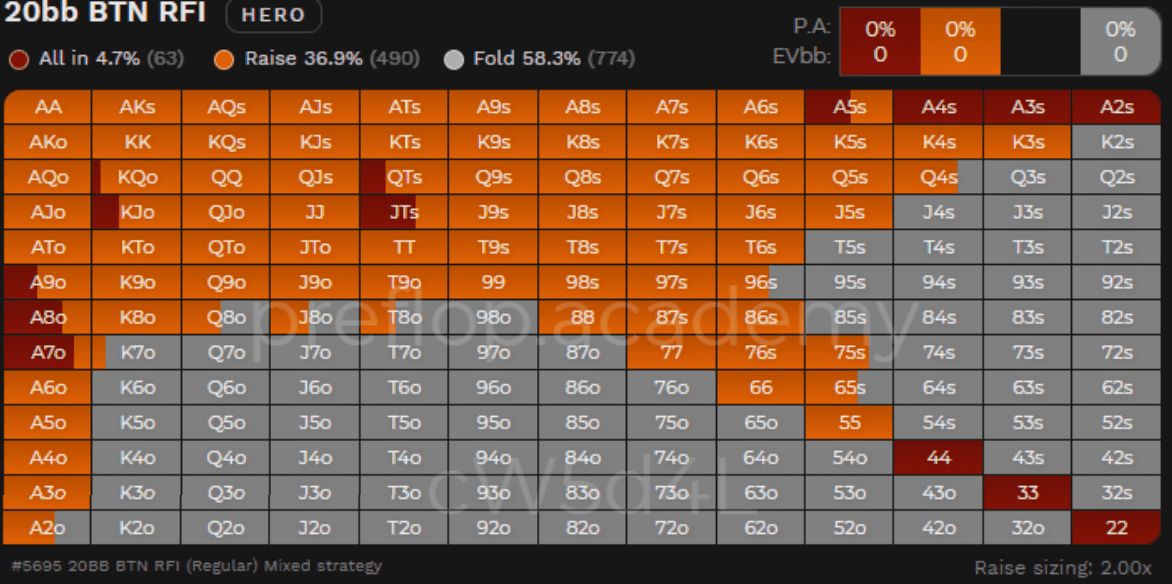 20bb BTN RFI HERO
P.A: 0% 0% 0%
All in 4.7% (63) Raise 36.9% (490) Fold 58.3% (774)
EVbb: 0 0 0
AA AKs AQs AJs ATs A9s A8s A7s A6s A5s A4s A3s A2s
AKo KK KQs KJs KTs K9s K8s K7s K6s K5s K4s K3s K2s
AQo KQo QQ QJs QTs Q9s Q8s Q7s Q6s Q5s Q4s Q3s Q2s
AJo KJo QJo JJ JTs J9s J8s J7s J6s J5s J4s J3s J2s
ATo KTo QTo JTo TT T9s T8s T7s T6s T5s T4s T3s T2s
A9o K9o Q9o J9o T9o 99 98s 97s 96s 95s 94s 93s 92s
A8o K8o Q8o J8o T8o 98o 88 87s 86s 85s 84s 83s 82s
preflop.academy
A7o K7o Q7o J7o T7o 97o 87o 77 76s 75s 74s 73s 72s
A6o K6o Q6o J6o T6o 96o 86o 76o 66 65s 64s 63s 62s
A5o K5o Q5o J5o T5o 95o 85o 75o 65o 55 54s 53s 52s
A4o K4o Q4o J4o T4o 94o 84o 74o 64o 54o 44 43s 42s
A3o K3o Q3o J3o T3o 93o 83o 73o 63o 53o 43o 33 32s
cW5d4L
A2o K2o Q2o J2o T2o 92o 82o 72o 62o 52o 42o 32o 22
#5695 20BB BTN RFI (Regular) Mixed strategy
Raise sizing: 2.00x